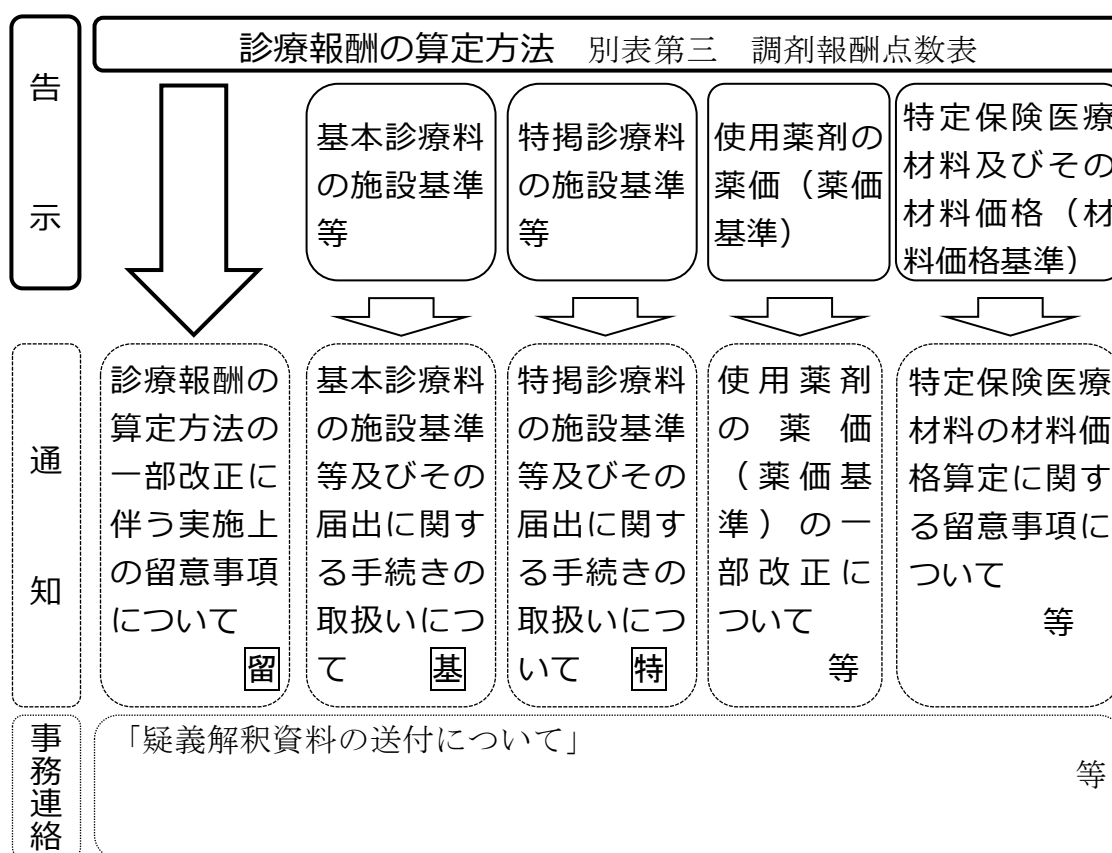 告示
診療報酬の算定方法 別表第三 調剤報酬点数表
基本診療料
の施設基準
等
特掲診療料
の施設基準
等
使用薬剤の
薬価（薬価
基準）
特定保険医療
材料及びその
材料価格（材
料価格基準）
通知
診療報酬の
算定方法の
一部改正に
伴う実施上
の留意事項
について
留
基本診療料
の施設基準
等及びその
届出に関す
る手続きの
取扱いにつ
て 基
特掲診療料
の施設基準
等及びその
届出に関す
る手続きの
取扱いにつ
いて 特
使用薬剤
の薬価
（薬価基
準）の一
部改正に
ついて
等
特定保険医療
材料の材料価
格算定に関す
る留意事項に
ついて
等
事務連絡
「疑義解釈資料の送付について」
等